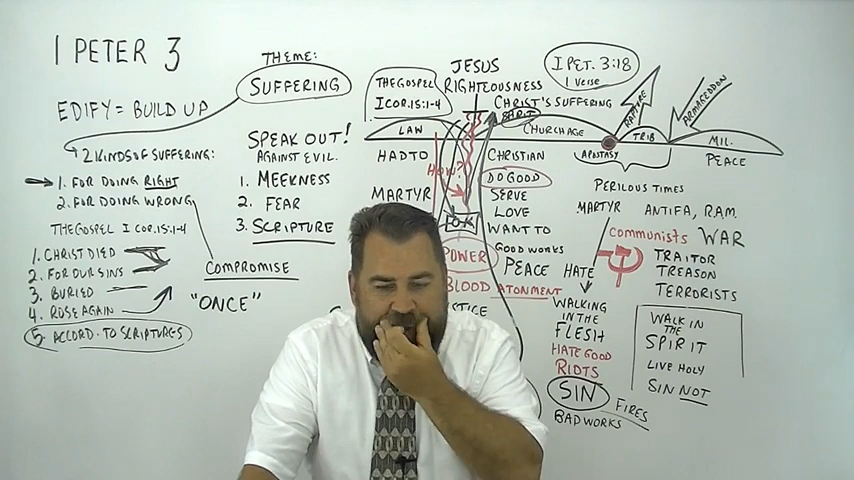 I PETER 3
THEME:
SUFFERING
EDIFY = BUILD UP
2 KINDS OF SUFFERING:
1. FOR DOING RIGHT
2. FOR DOING WRONG
THE GOSPEL I COR. 15:1-4
1. CHRIST DIED
2. FOR OUR SINS
3. BURIED
4. ROSE AGAIN
5. ACCORD. TO SCRIPTURES
SPEAK OUT!
AGAINST EVIL.
1. MEEKNESS
2. FEAR
3. SCRIPTURE
COMPROMISE
"ONCE"
THE GOSPEL
I COR. 15:1-4
JESUS
RIGHTEOUSNESS
CHRIST'S SUFFERING
I PET. 3:18
1 VERSE
LAW
CHURCH AGE
RAPTURE
TRIB
ARMAGEDDON
MIL.
PEACE
APOSTASY
HAD TO
MARTYR
HOW?
POWER
BLOOD ATONMENT
CHRISTIAN
DO GOOD
SERVE
LOVE
WANT TO
GOOD WORKS
PEACE
PERILOUS TIMES
MARTYR
ANTIFA, R.A.M.
COMMUNISTS
WAR
TRAITOR
TREASON
TERRORISTS
HATE
WALKING
IN THE
FLESH
HATE GOOD
RIOTS
SIN
FIRES
BAD WORKS
WALK IN
THE
SPIRIT
LIVE HOLY
SIN NOT